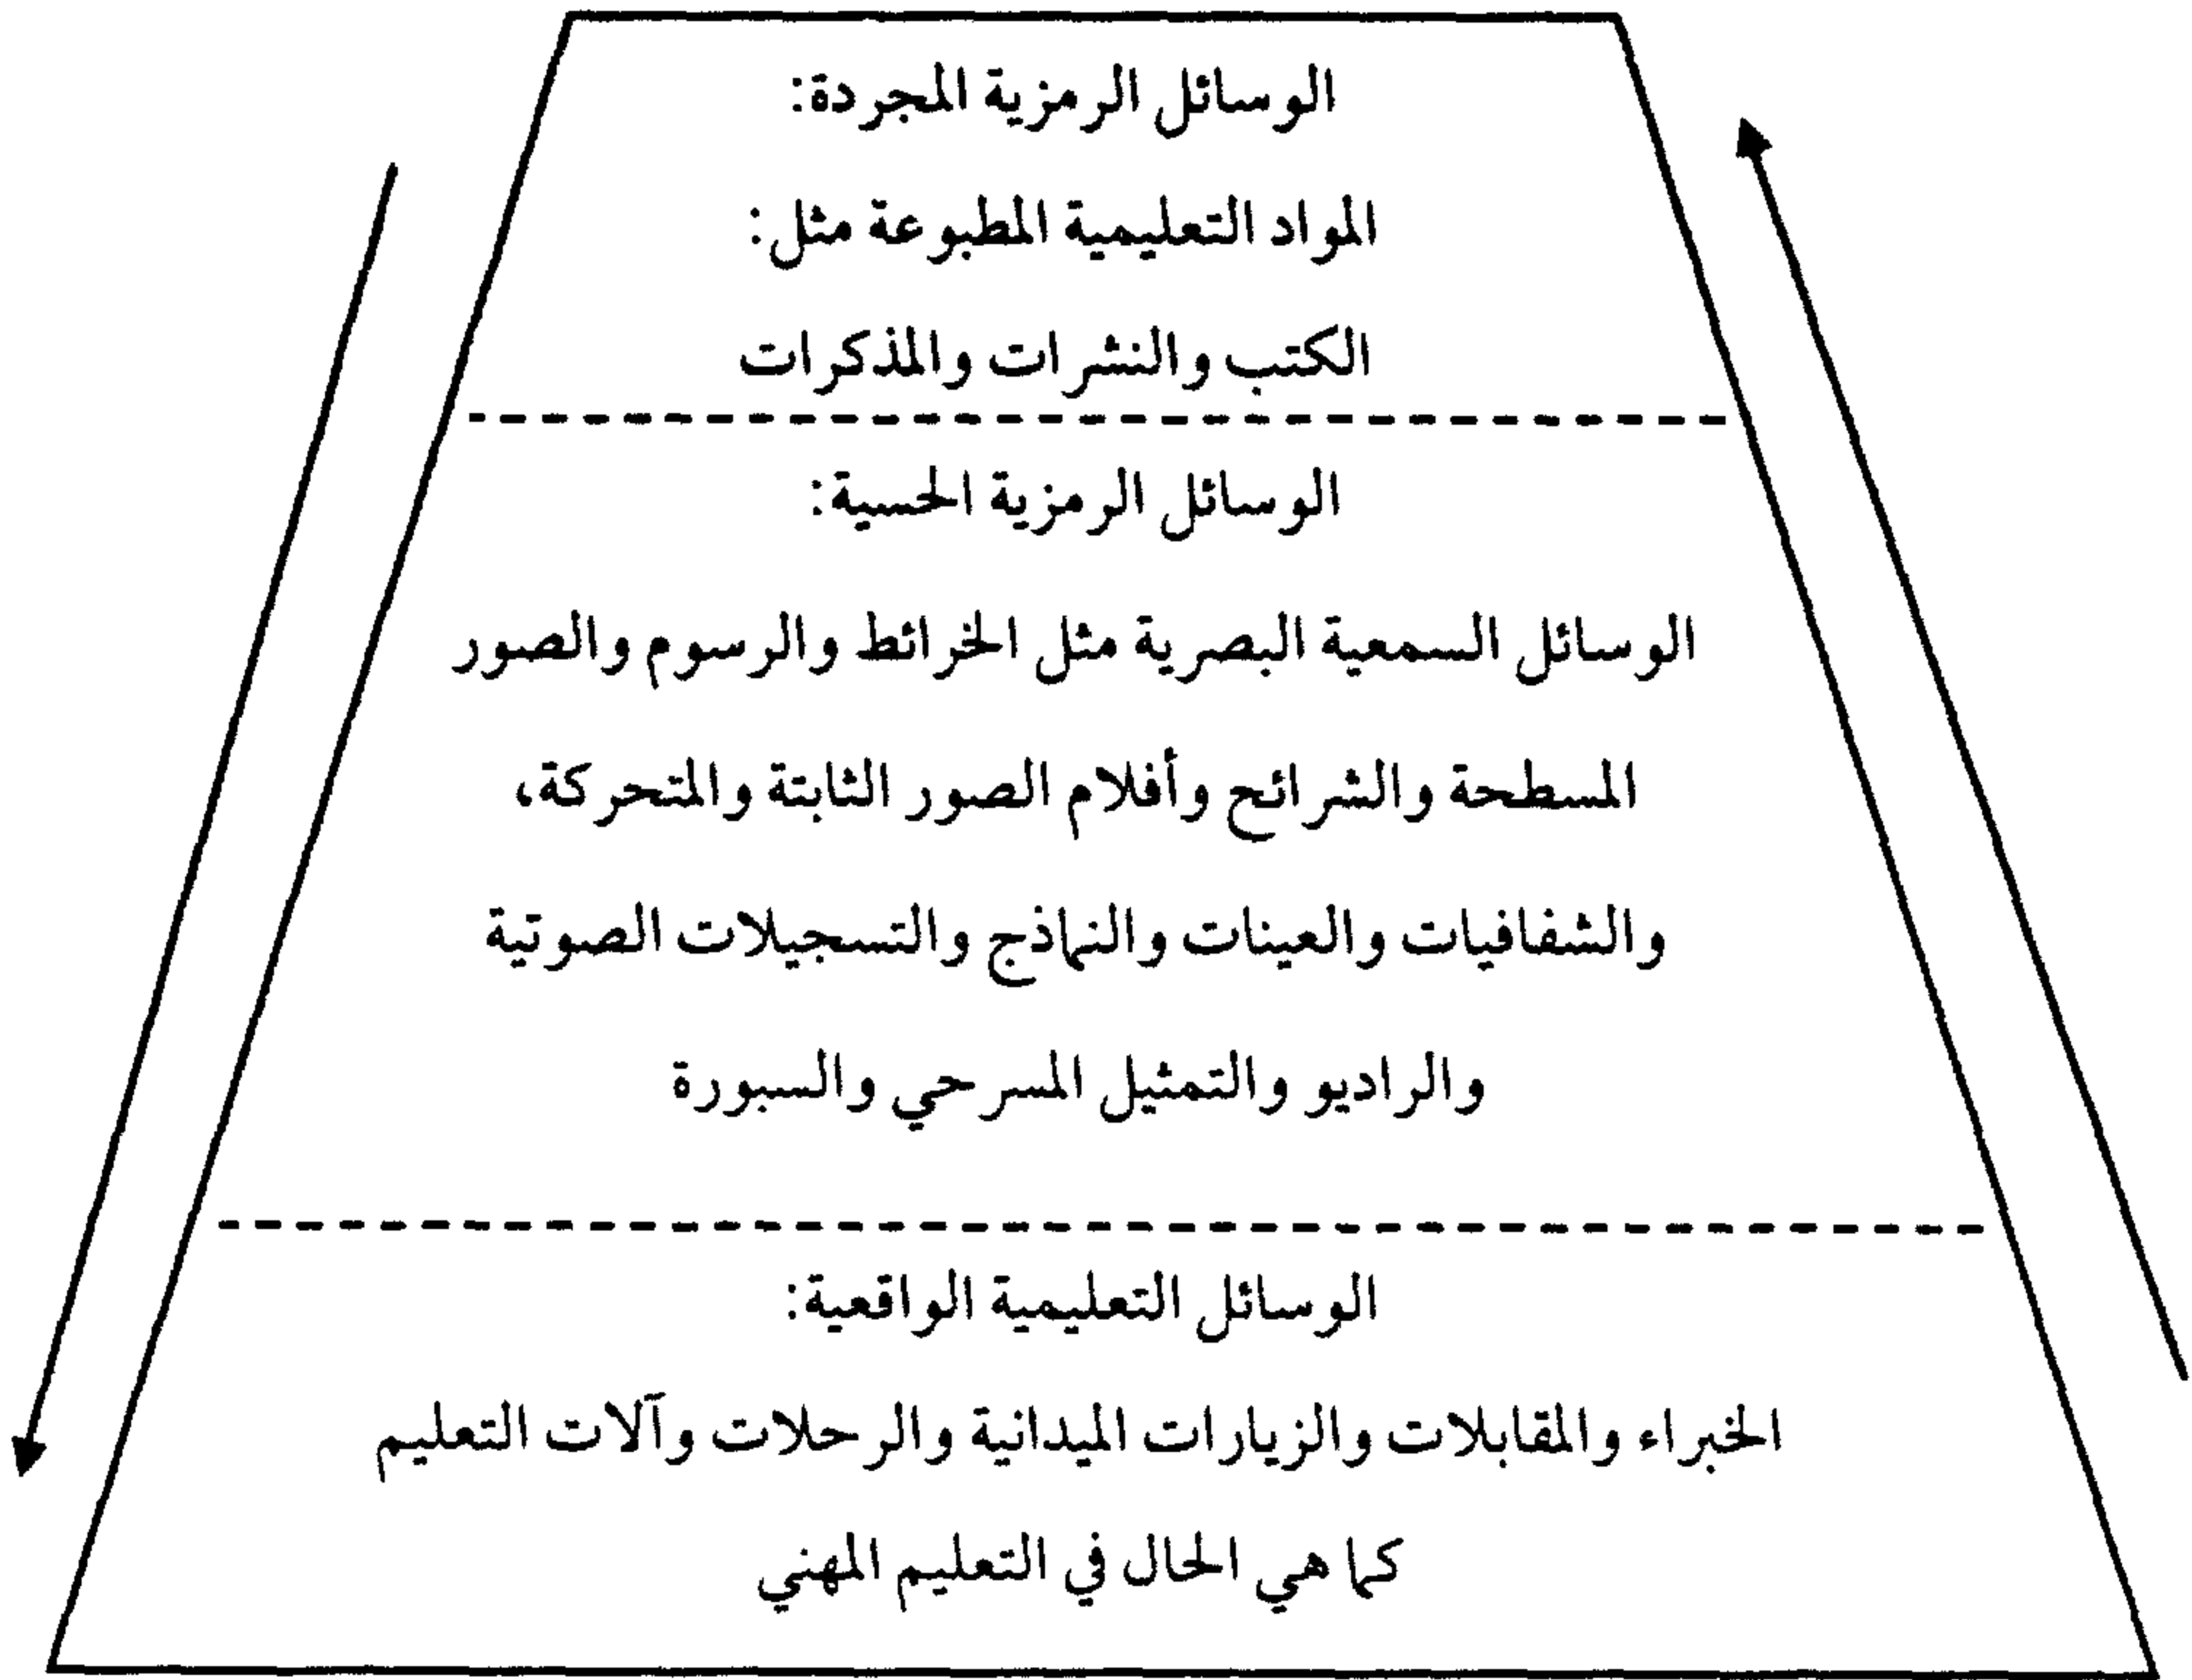 الوسائل الرمزية المجردة:
المواد التعليمية المطبوعة مثل:
الكتب والنشرات والمذكرات
الوسائل الرمزية الحسية:
الوسائل السمعية البصرية مثل الخرائط والرسوم والصور
المسطحة والشرائح وأفلام الصور الثابتة والمتحركة،
والشفافيات والعينات والنماذج والتسجيلات الصوتية
والراديو والتمثيل المسرحي والسبورة
الوسائل التعليمية الواقعية:
الخبراء والمقابلات والزيارات الميدانية والرحلات وآلات التعليم
كما هي الحال في التعليم المهني